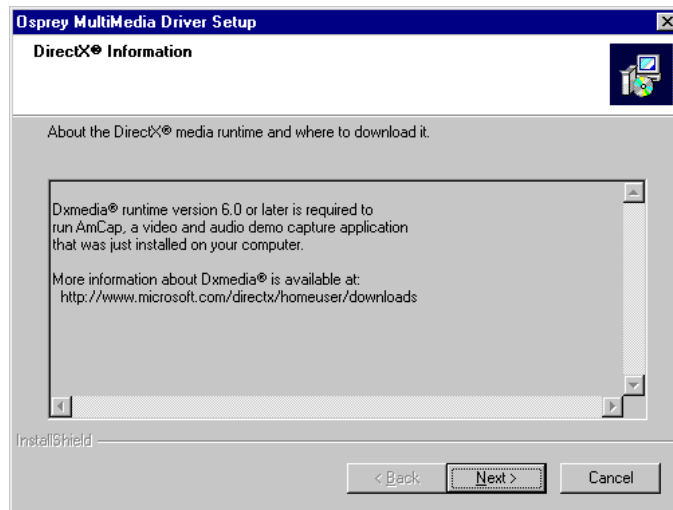 Osprey MultiMedia Driver Setup
DirectX® Information
About the DirectX® media runtime and where to download it.
Dxmedia® runtime version 6.0 or later is required to
run AmCap, a video and audio demo capture application
that was just installed on your computer.
More information about Dxmedia® is available at:
http://www.microsoft.com/directx/homeuser/downloads
InstallShield
< Back Next > Cancel